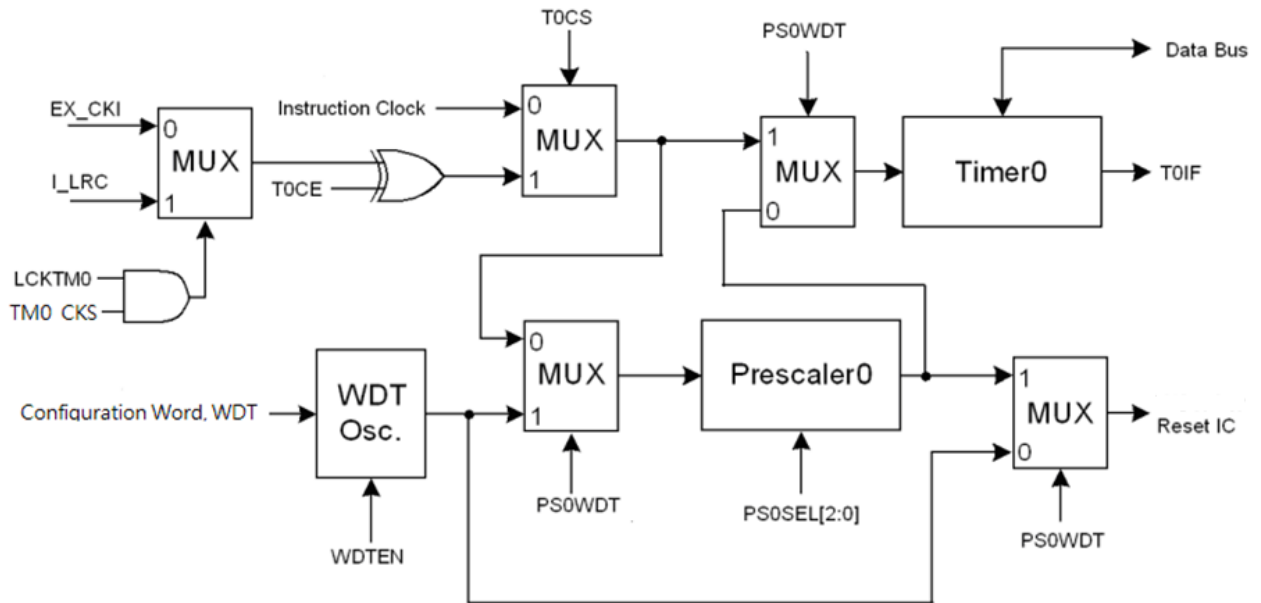 T0CS
PS0WDT
Data Bus
EX_CKI
Instruction Clock
0
0
MUX
MUX
1
MUX
Timer0
T0IF
I_LRC
1
T0CE
1
0
LCKTM0
TM0 CKS
0
MUX
Prescaler0
1
MUX
Reset IC
Configuration Word, WDT
WDT
Osc.
1
0
PS0WDT
PS0SEL[2:0]
PS0WDT
WDTEN